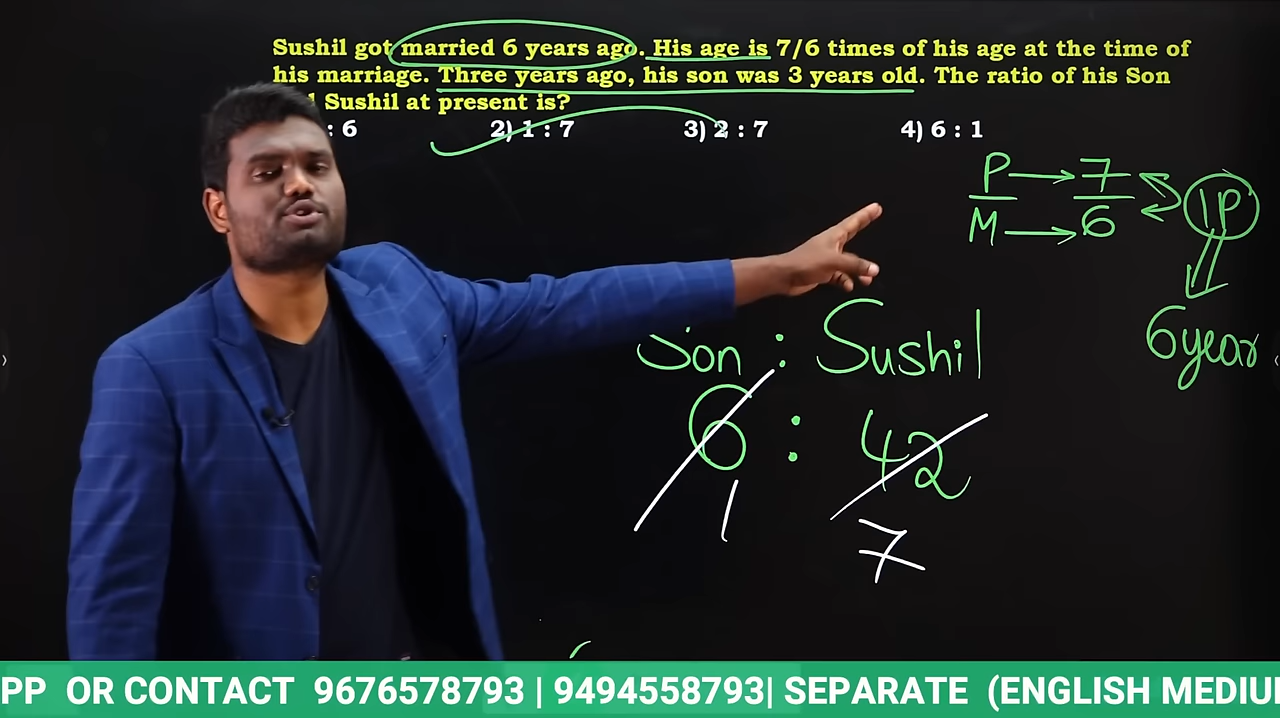 Sushil got married 6 years ago. His age is 7/6 times of his age at the time of
his marriage. Three years ago, his son was 3 years old. The ratio of his Son
Sushil at present is?
: 6 2) 1 : 7 3) 2 : 7 4) 6 : 1
P → 7
M → 6
1P
6year
Son : Sushil
6 : 42
1 7
PP OR CONTACT 9676578793 | 9494558793| SEPARATE (ENGLISH MEDIU